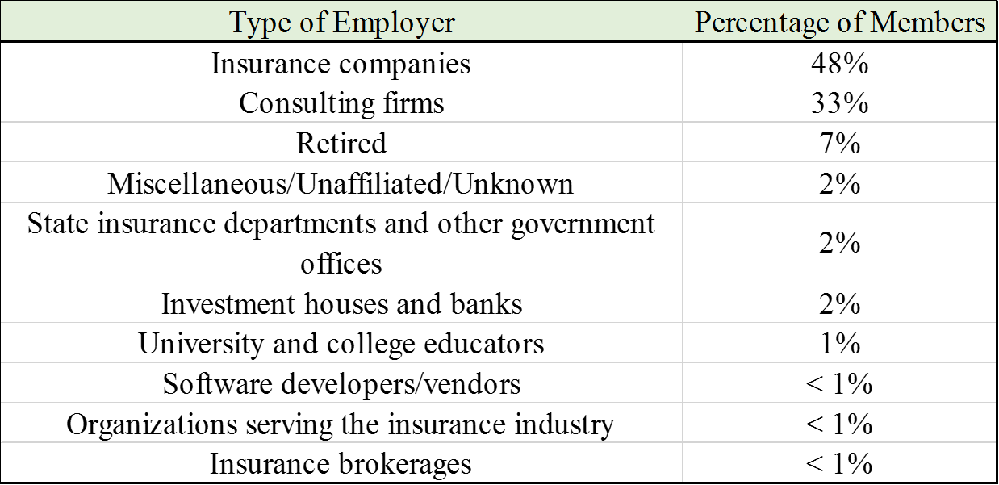 Type of Employer Percentage of Members
Insurance companies 48%
Consulting firms 33%
Retired 7%
Miscellaneous/Unaffiliated/Unknown 2%
State insurance departments and other government
offices 2%
Investment houses and banks 2%
University and college educators 1%
Software developers/vendors < 1%
Organizations serving the insurance industry < 1%
Insurance brokerages < 1%